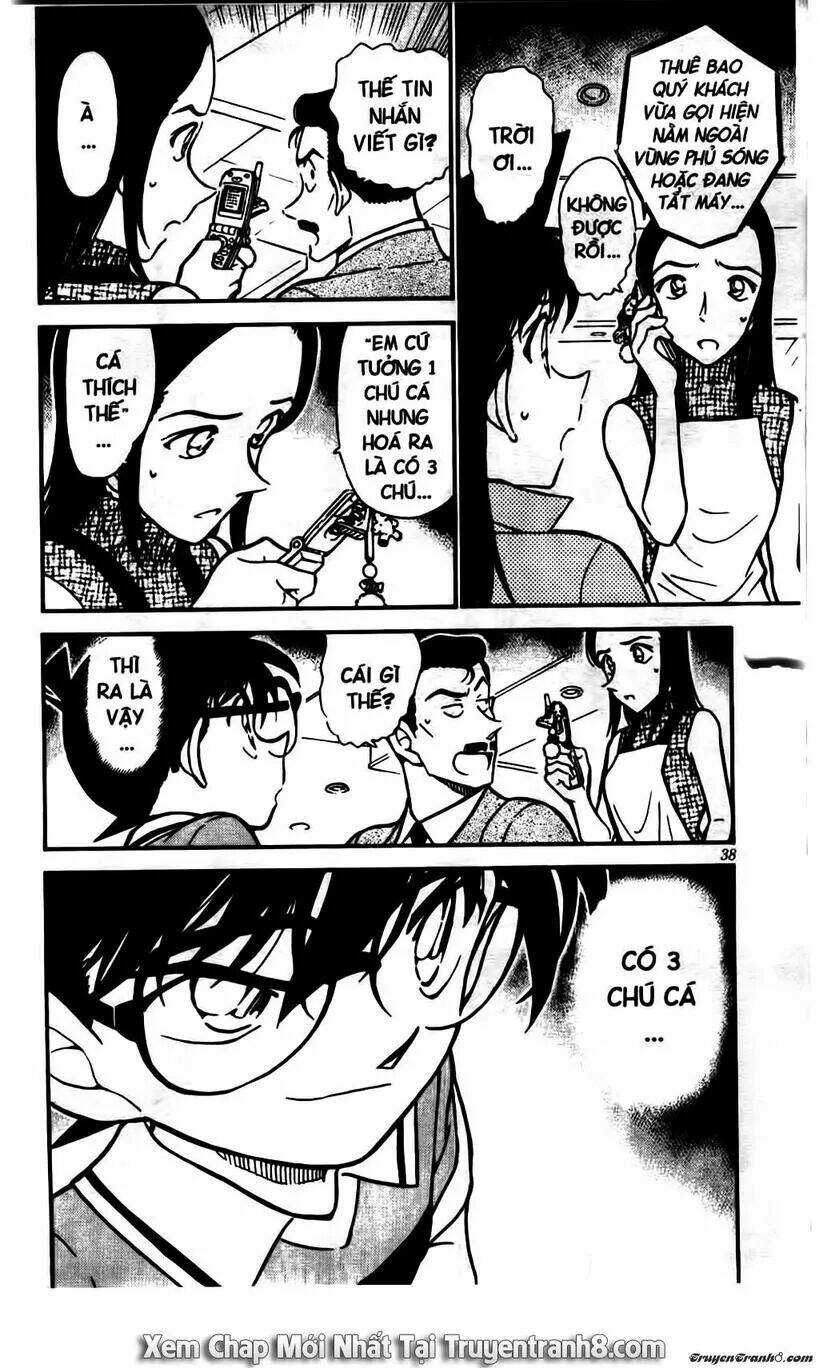 THUÊ BAO
QUÝ KHÁCH
VỪA GỌI HIỆN
NẰM NGOÀI
VÙNG PHỦ SÓNG
HOẶC ĐANG
TẮT MÁY...
KHÔNG
ĐƯỢC
RỒI...
TRỜI
ƠI...
THẾ TIN
NHẮN
VIẾT GÌ?
À
...
"EM CỨ
TƯỞNG 1
CHÚ CÁ
NHƯNG
HOÁ RA
LÀ CÓ 3
CHÚ...
CÁ
THÍCH
THẾ"
...
CÁI GÌ
THẾ?
THÌ
RA LÀ
VẬY
...
38
CÓ 3
CHÚ CÁ
...
Xem Chap Mới Nhất Tại Truyentranh8.com
TruyenTranh8.com